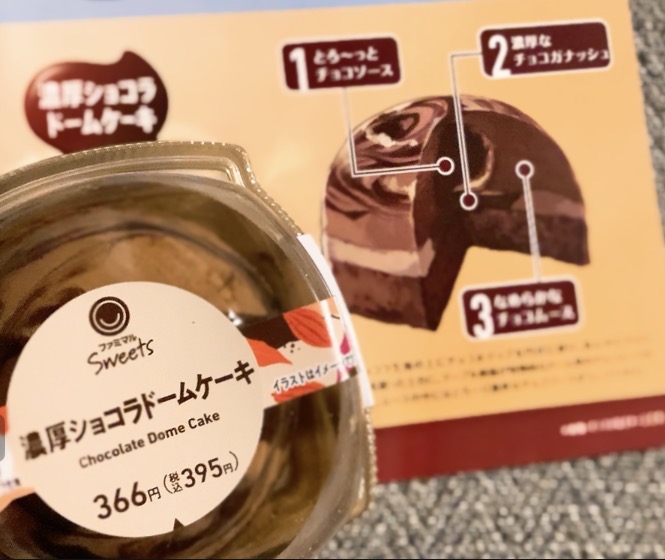 濃厚ショコラ
ドームケーキ
1 とろ〜っと
チョコソース
2 濃厚な
チョコガナッシュ
3 なめらかな
チョコムース
ファミマル
Sweets
濃厚ショコラドームケーキ
Chocolate Dome Cake
366円(税込395円)
イラストはイメージ